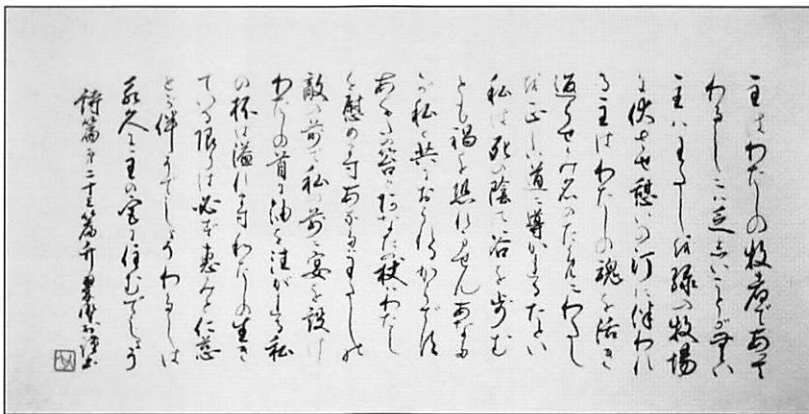 主はわたしの牧者であって
わたしには乏しいことが無い
主はわたしを緑の牧場
に伏させ憩いの汀に伴われ
る主はわたしの魂を活き
返らせみ名のためにわたし
を正しい道に導かれるたとい
私は死の陰の谷を歩む
とも禍を恐れませんあなた
が私と共におられるからです
あなたの笞とあなたの杖はわたし
を慰めますあなたはわたしの
敵の前で私の前に宴を設け
わたしの首に油を注がれる私
の杯は溢れますわたしの生き
ている限りは必ず恵みと仁慈
とが伴うでしょうわたしは
永久に主の宮に住むでしょう
詩篇第二十三篇